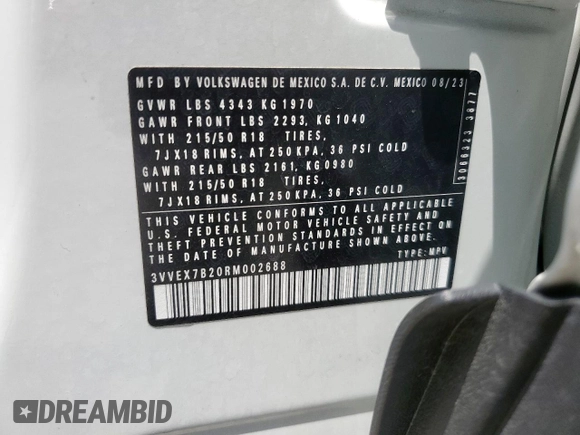 MFD BY VOLKSWAGEN DE MEXICO S.A. DE C.V. MEXICO 08/23
GVWR LBS 4343 KG 1970
GAWR FRONT LBS 2293, KG 1040
WITH 215/50 R18 TIRES,
7JX18 RIMS, AT 250 KPA, 36 PSI COLD
GAWR REAR LBS 2161, KG 0980
WITH 215/50 R18 TIRES,
7JX18 RIMS, AT 250 KPA, 36 PSI COLD
THIS VEHICLE CONFORMS TO ALL APPLICABLE
U.S. FEDERAL MOTOR VEHICLE SAFETY AND
THEFT PREVENTION STANDARDS IN EFFECT ON THE
DATE OF MANUFACTURE SHOWN ABOVE.
3VVEX7B20RM002688 TYPE: MPV
3066323 3877
DREAMBID